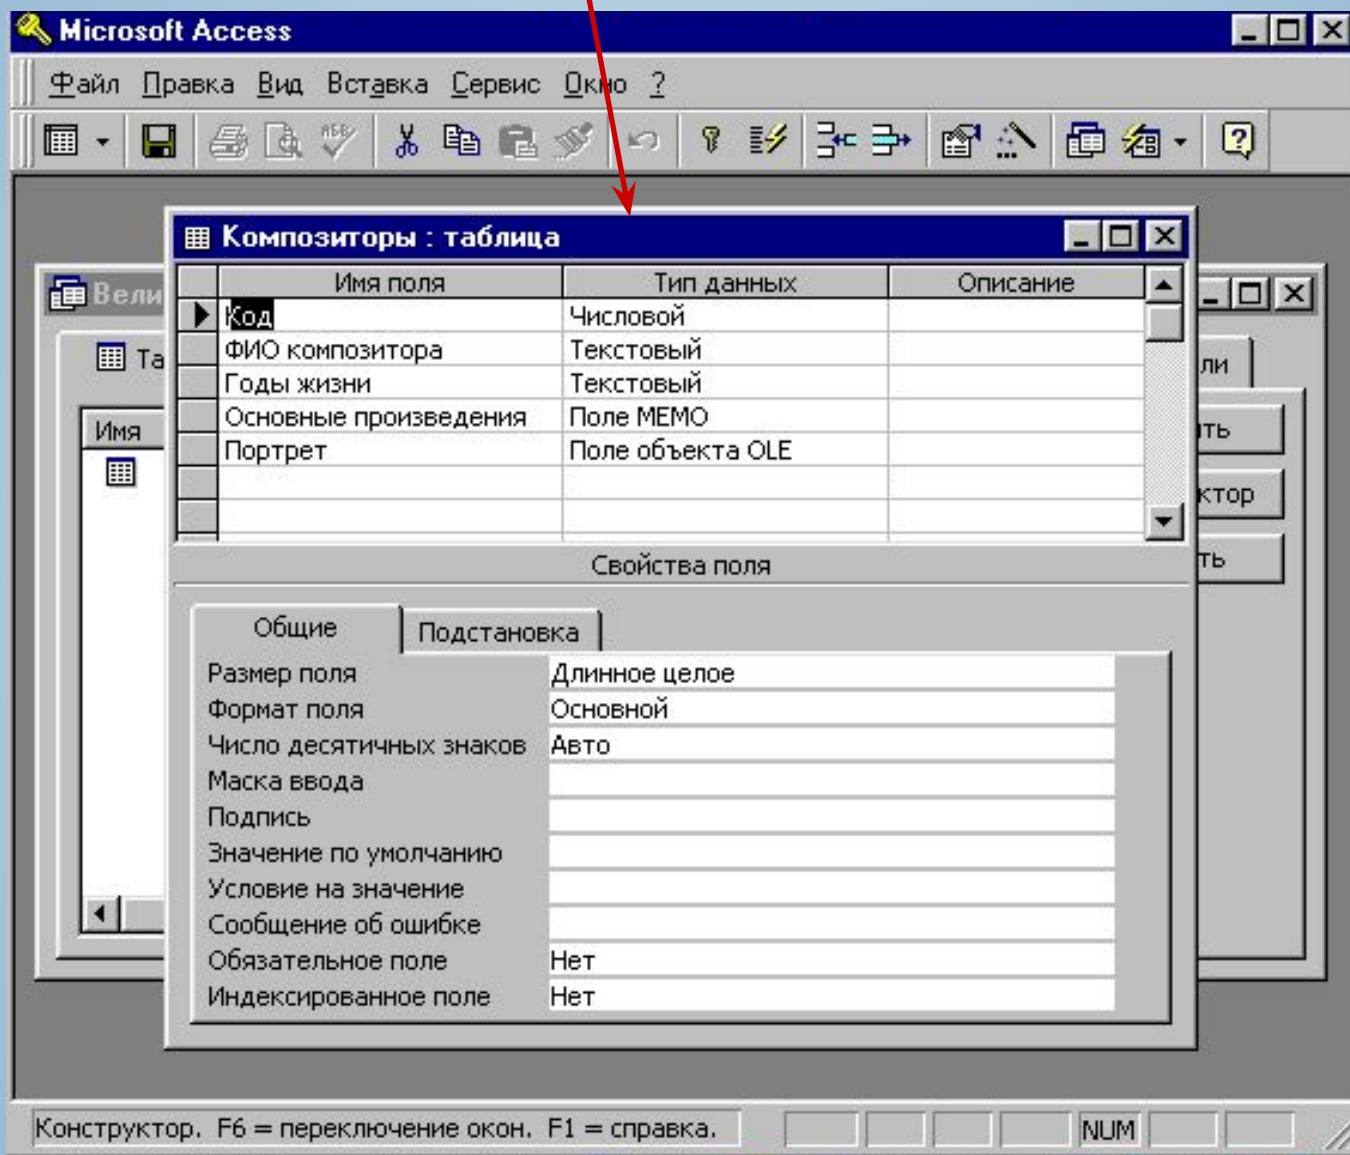 Microsoft Access
Файл Правка Вид Вставка Сервис Окно ?
Композиторы : таблица
Имя поля Тип данных Описание
Код Числовой
ФИО композитора Текстовый
Годы жизни Текстовый
Основные произведения Поле МЕМО
Портрет Поле объекта OLE
Вели
Та
ли
Имя
ть
ктор
ть
Свойства поля
Общие Подстановка
Размер поля Длинное целое
Формат поля Основной
Число десятичных знаков Авто
Маска ввода
Подпись
Значение по умолчанию
Условие на значение
Сообщение об ошибке
Обязательное поле Нет
Индексированное поле Нет
Конструктор. F6 = переключение окон. F1 = справка. NUM